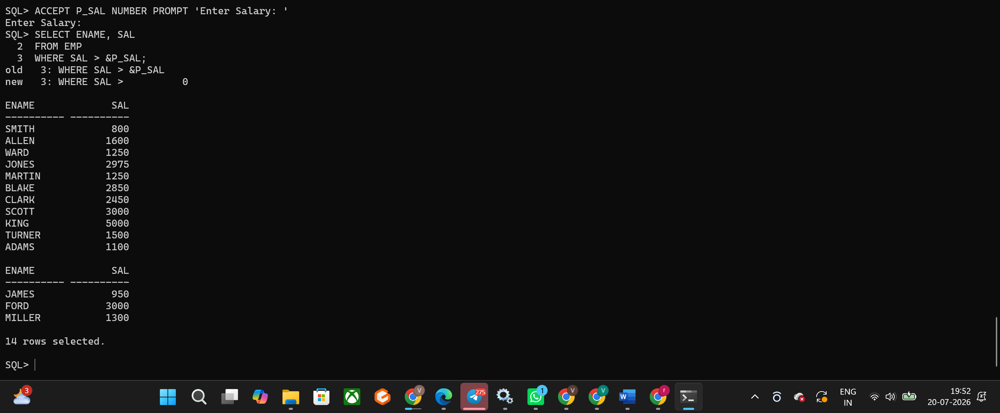 SQL> ACCEPT P_SAL NUMBER PROMPT 'Enter Salary: '
Enter Salary:
SQL> SELECT ENAME, SAL
  2  FROM EMP
  3  WHERE SAL > &P_SAL;
old   3: WHERE SAL > &P_SAL
new   3: WHERE SAL >          0
ENAME             SAL
---------- ----------
SMITH             800
ALLEN            1600
WARD             1250
JONES            2975
MARTIN           1250
BLAKE            2850
CLARK            2450
SCOTT            3000
KING             5000
TURNER           1500
ADAMS            1100
ENAME             SAL
---------- ----------
JAMES             950
FORD             3000
MILLER           1300
14 rows selected.
SQL>
3
V
275
1
V
V
W
r
ENG
IN
19:52
20-07-2026